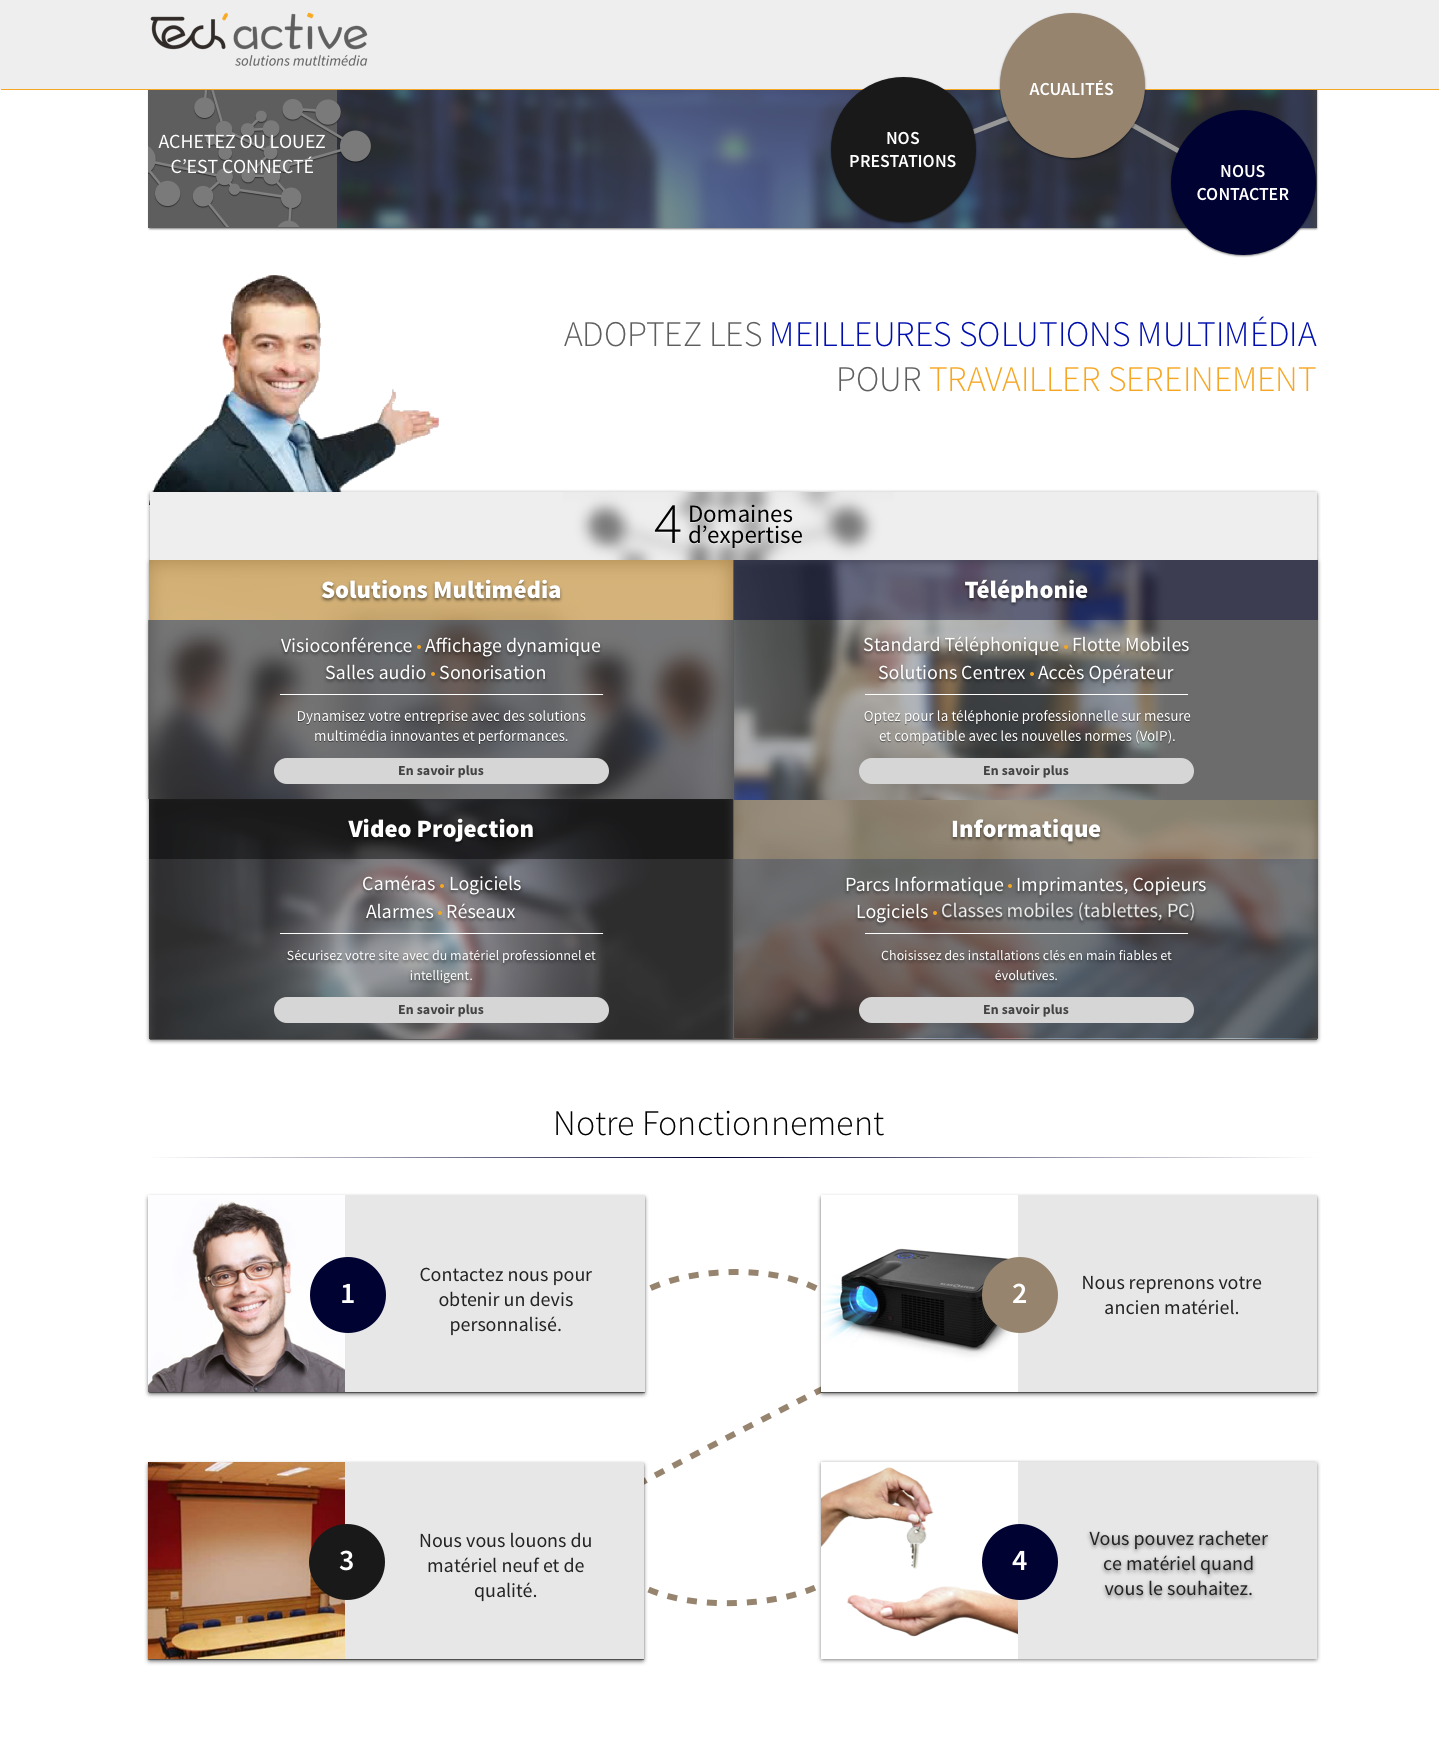 Tech'active
solutions mutltimédia
ACHETEZ OU LOUEZ
C'EST CONNECTÉ
NOS
PRESTATIONS
ACUALITÉS
NOUS
CONTACTER
ADOPTEZ LES MEILLEURES SOLUTIONS MULTIMÉDIA
POUR TRAVAILLER SEREINEMENT
4 Domaines
d'expertise
Solutions Multimédia
Visioconférence • Affichage dynamique
Salles audio • Sonorisation
Dynamisez votre entreprise avec des solutions
multimédia innovantes et performances.
En savoir plus
Téléphonie
Standard Téléphonique • Flotte Mobiles
Solutions Centrex • Accès Opérateur
Optez pour la téléphonie professionnelle sur mesure
et compatible avec les nouvelles normes (VoIP).
En savoir plus
Video Projection
Caméras • Logiciels
Alarmes • Réseaux
Sécurisez votre site avec du matériel professionnel et
intelligent.
En savoir plus
Informatique
Parcs Informatique • Imprimantes, Copieurs
Logiciels • Classes mobiles (tablettes, PC)
Choisissez des installations clés en main fiables et
évolutives.
En savoir plus
Notre Fonctionnement
1
Contactez nous pour
obtenir un devis
personnalisé.
2
Nous reprenons votre
ancien matériel.
3
Nous vous louons du
matériel neuf et de
qualité.
4
Vous pouvez racheter
ce matériel quand
vous le souhaitez.